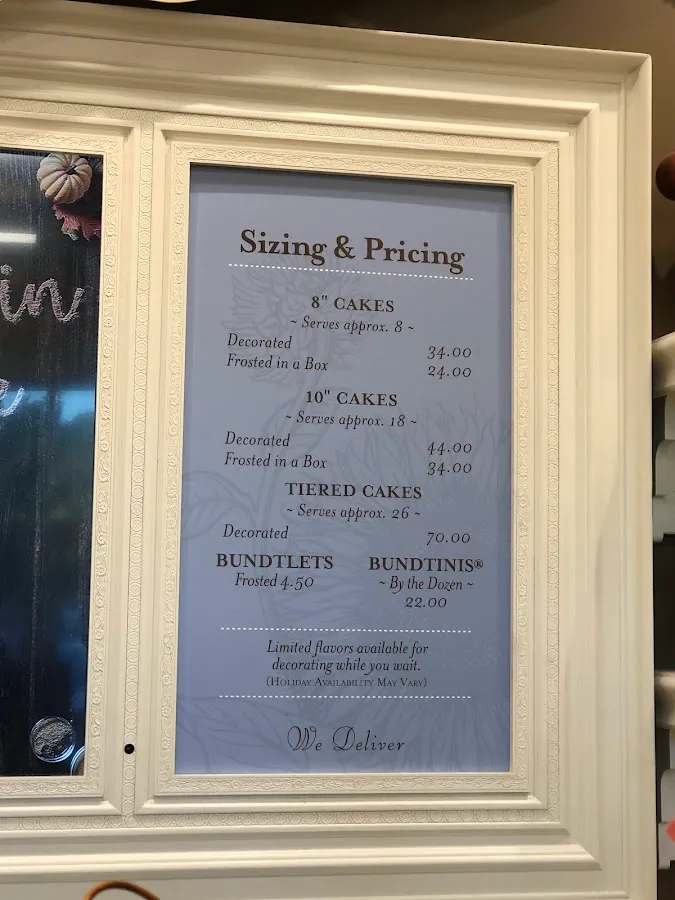 Sizing & Pricing
8" CAKES
~ Serves approx. 8 ~
Decorated 34.00
Frosted in a Box 24.00
10" CAKES
~ Serves approx. 18 ~
Decorated 44.00
Frosted in a Box 34.00
TIERED CAKES
~ Serves approx. 26 ~
Decorated 70.00
BUNDTLETS BUNDTINIS®
Frosted 4.50 ~ By the Dozen ~
22.00
Limited flavors available for
decorating while you wait.
(HOLIDAY AVAILABILITY MAY VARY)
We Deliver